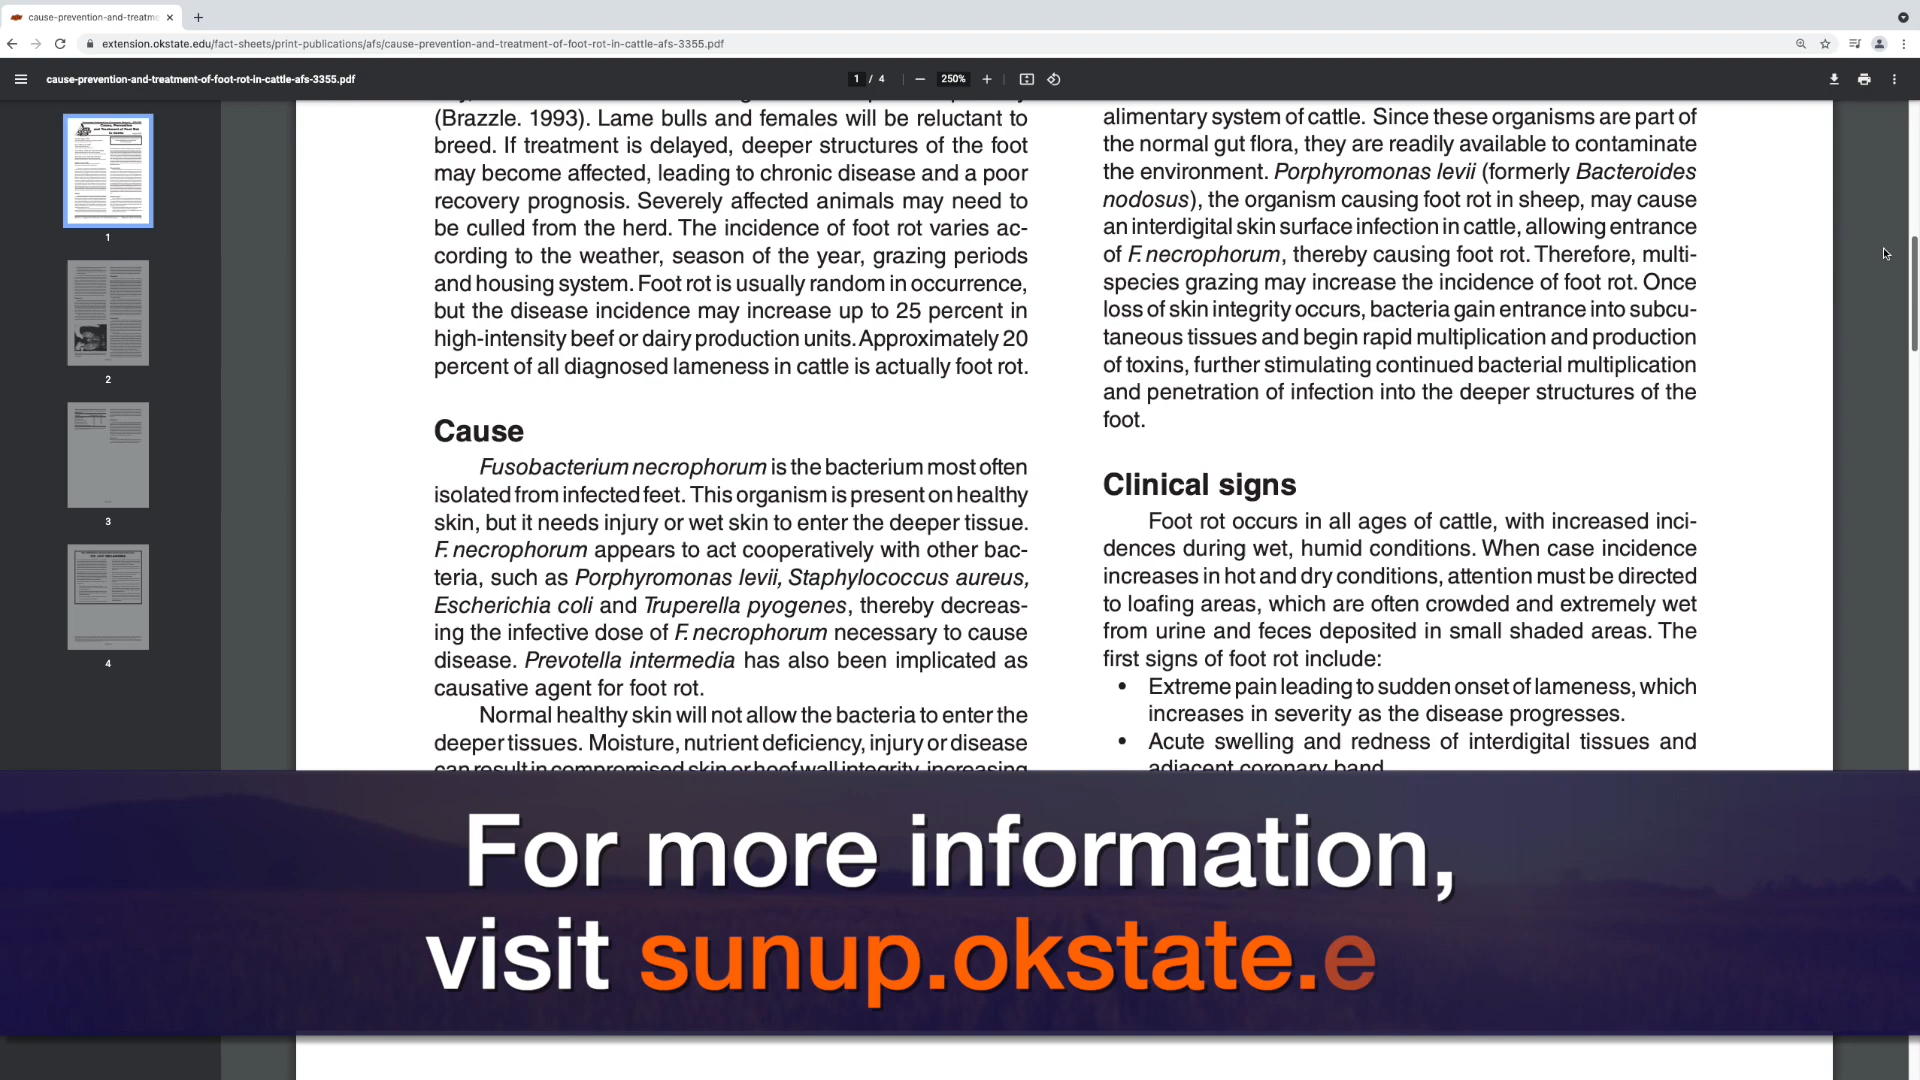 cause-prevention-and-treatme
extension.okstate.edu/fact-sheets/print-publications/afs/cause-prevention-and-treatment-of-foot-rot-in-cattle-afs-3355.pdf
cause-prevention-and-treatment-of-foot-rot-in-cattle-afs-3355.pdf
1 / 4
250%
1
2
3
4
(Brazzle. 1993). Lame bulls and females will be reluctant to
breed. If treatment is delayed, deeper structures of the foot
may become affected, leading to chronic disease and a poor
recovery prognosis. Severely affected animals may need to
be culled from the herd. The incidence of foot rot varies ac-
cording to the weather, season of the year, grazing periods
and housing system. Foot rot is usually random in occurrence,
but the disease incidence may increase up to 25 percent in
high-intensity beef or dairy production units. Approximately 20
percent of all diagnosed lameness in cattle is actually foot rot.
Cause
Fusobacterium necrophorum is the bacterium most often
isolated from infected feet. This organism is present on healthy
skin, but it needs injury or wet skin to enter the deeper tissue.
F. necrophorum appears to act cooperatively with other bac-
teria, such as Porphyromonas levii, Staphylococcus aureus,
Escherichia coli and Truperella pyogenes, thereby decreas-
ing the infective dose of F. necrophorum necessary to cause
disease. Prevotella intermedia has also been implicated as
causative agent for foot rot.
Normal healthy skin will not allow the bacteria to enter the
deeper tissues. Moisture, nutrient deficiency, injury or disease
can result in compromised skin or hoof wall integrity, increasing
alimentary system of cattle. Since these organisms are part of
the normal gut flora, they are readily available to contaminate
the environment. Porphyromonas levii (formerly Bacteroides
nodosus), the organism causing foot rot in sheep, may cause
an interdigital skin surface infection in cattle, allowing entrance
of F. necrophorum, thereby causing foot rot. Therefore, multi-
species grazing may increase the incidence of foot rot. Once
loss of skin integrity occurs, bacteria gain entrance into subcu-
taneous tissues and begin rapid multiplication and production
of toxins, further stimulating continued bacterial multiplication
and penetration of infection into the deeper structures of the
foot.
Clinical signs
Foot rot occurs in all ages of cattle, with increased inci-
dences during wet, humid conditions. When case incidence
increases in hot and dry conditions, attention must be directed
to loafing areas, which are often crowded and extremely wet
from urine and feces deposited in small shaded areas. The
first signs of foot rot include:
• Extreme pain leading to sudden onset of lameness, which
increases in severity as the disease progresses.
• Acute swelling and redness of interdigital tissues and
adjacent coronary band
For more information,
visit sunup.okstate.e